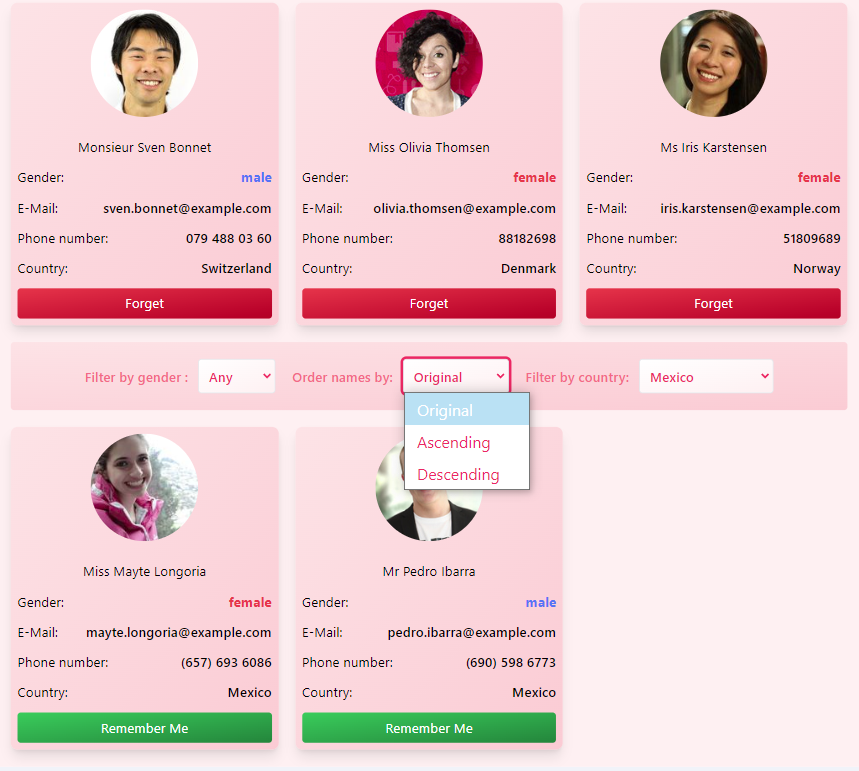 Monsieur Sven Bonnet
Gender: male
E-Mail: sven.bonnet@example.com
Phone number: 079 488 03 60
Country: Switzerland
Forget
Miss Olivia Thomsen
Gender: female
E-Mail: olivia.thomsen@example.com
Phone number: 88182698
Country: Denmark
Forget
Ms Iris Karstensen
Gender: female
E-Mail: iris.karstensen@example.com
Phone number: 51809689
Country: Norway
Forget
Filter by gender : Any Order names by: Original Filter by country: Mexico
Original
Ascending
Descending
Miss Mayte Longoria
Gender: female
E-Mail: mayte.longoria@example.com
Phone number: (657) 693 6086
Country: Mexico
Remember Me
Mr Pedro Ibarra
Gender: male
E-Mail: pedro.ibarra@example.com
Phone number: (690) 598 6773
Country: Mexico
Remember Me